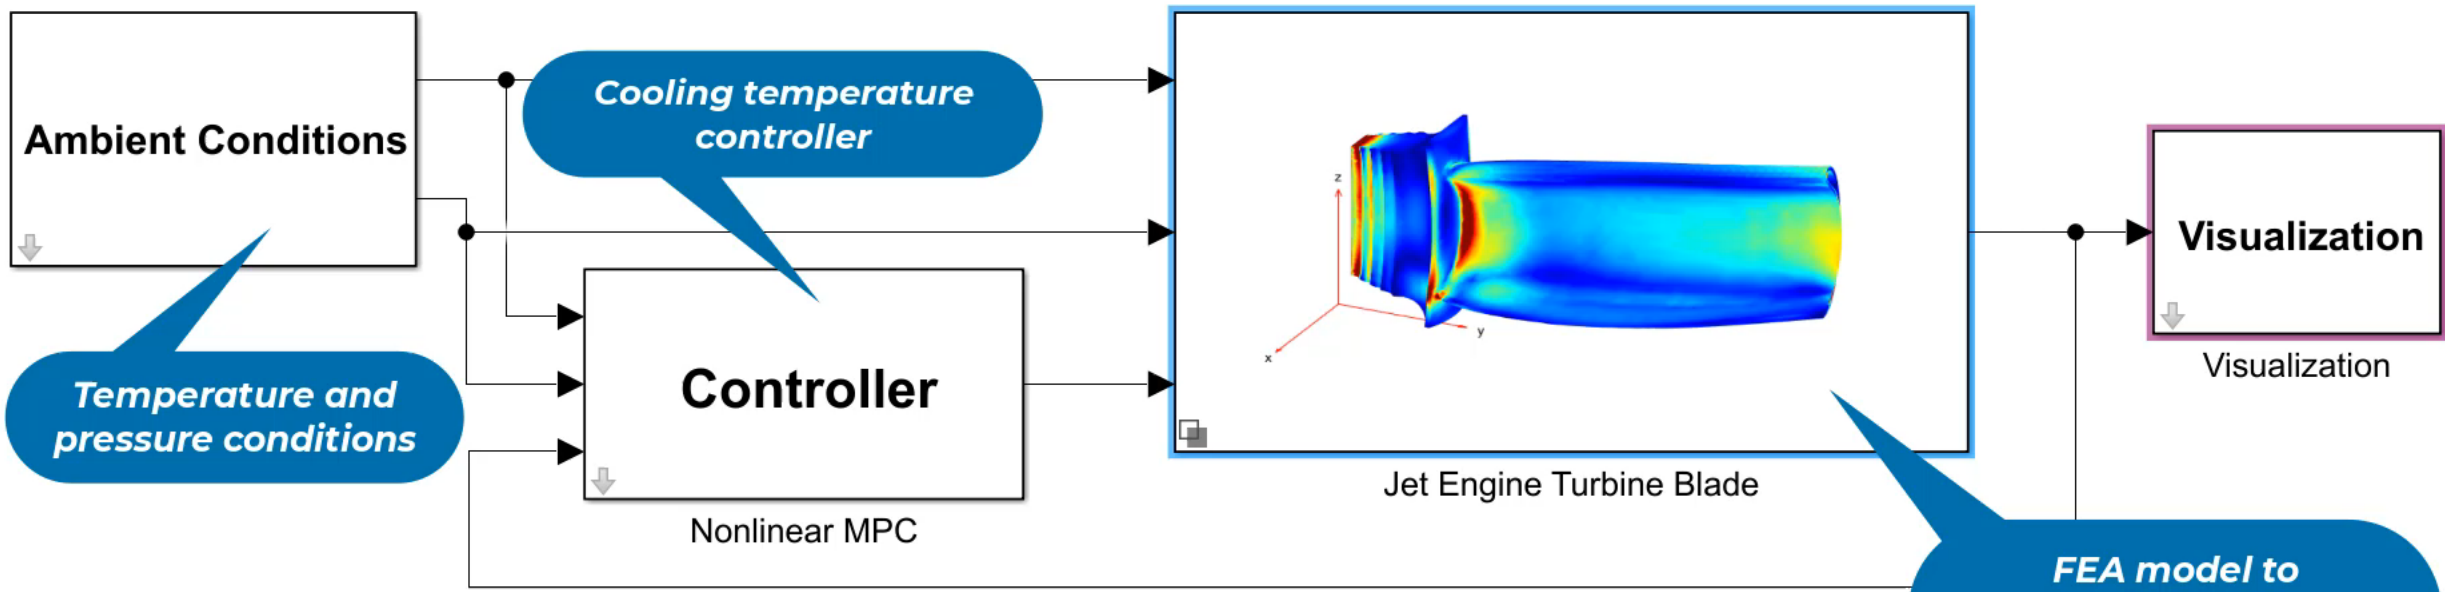 Ambient Conditions
Cooling temperature
controller
Temperature and
pressure conditions
Controller
Nonlinear MPC
z
y
x
Jet Engine Turbine Blade
Visualization
Visualization
FEA model to